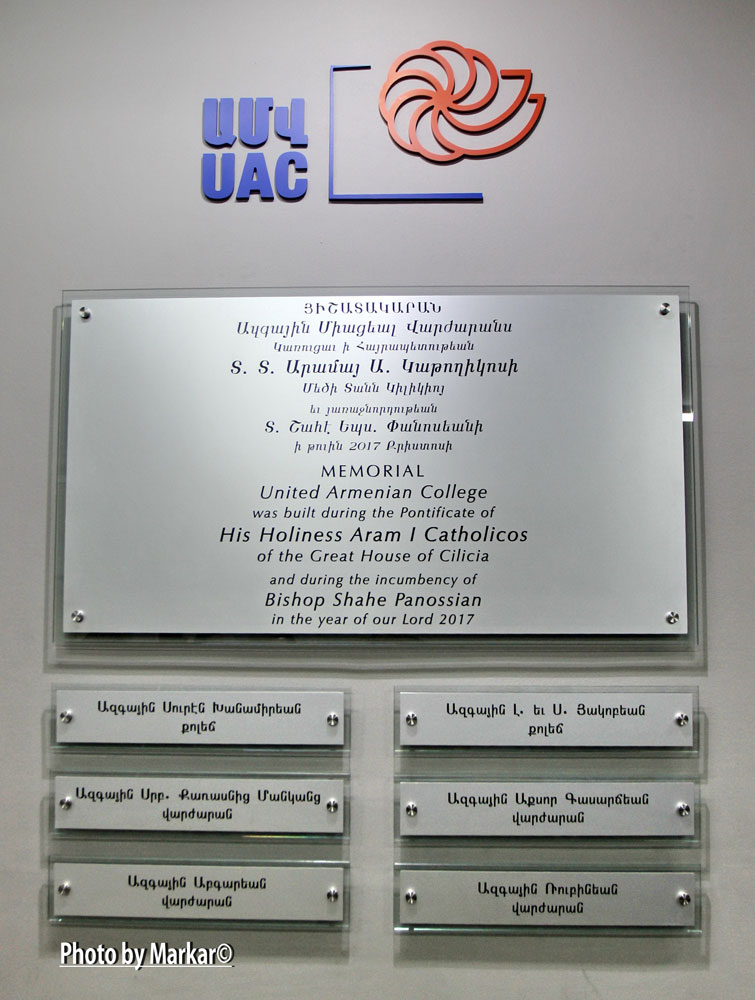 ԱՄՎ
UAC
ՅԻՇԱՏԱԿԱՐԱՆ
Ազգային Միացեալ Վարժարանս
Կառուցաւ ի Հայրապետութեան
Տ. Տ. Արամայ Ա. Կաթողիկոսի
Մեծի Տանն Կիլիկիոյ
եւ յառաջնորդութեան
Տ. Շահէ Եպս. Փանոսեանի
ի թուին 2017 Քրիստոսի
MEMORIAL
United Armenian College
was built during the Pontificate of
His Holiness Aram I Catholicos
of the Great House of Cilicia
and during the incumbency of
Bishop Shahe Panossian
in the year of our Lord 2017
Ազգային Սուրէն Խանամիրեան
քոլեճ
Ազգային Լ. եւ Ս. Յակոբեան
քոլեճ
Ազգային Սրբ. Քառասնից Մանկանց
վարժարան
Ազգային Աքսոր Գասարճեան
վարժարան
Ազգային Աբգարեան
վարժարան
Ազգային Ռուբինեան
վարժարան
Photo by Markar©